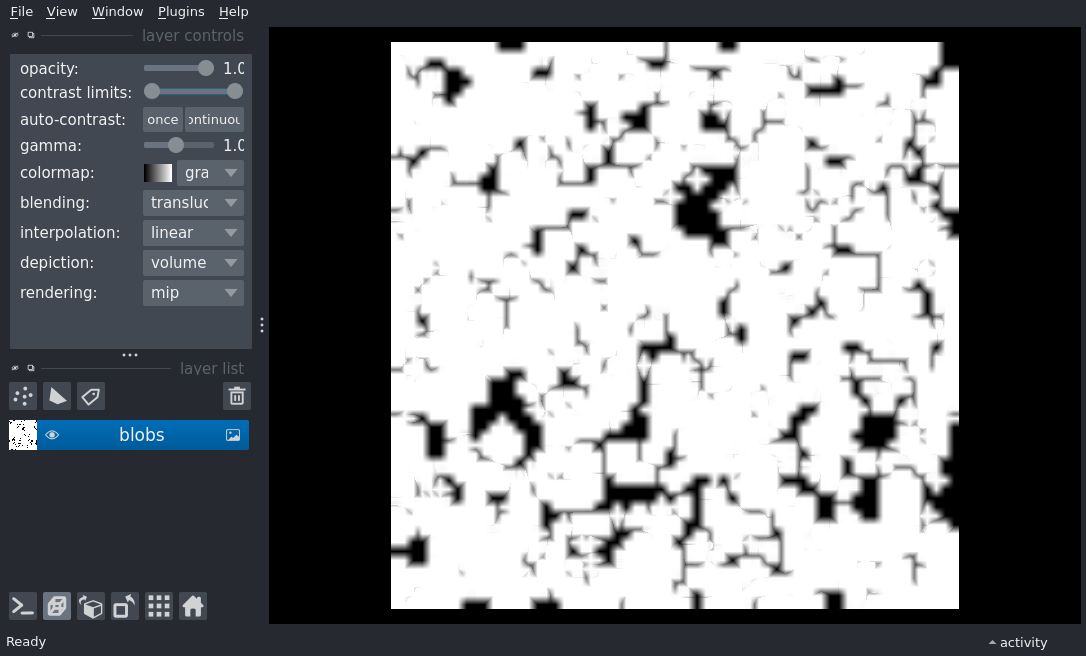 File View Window Plugins Help
layer controls
opacity: 1.0
contrast limits:
auto-contrast: once ontinuou
gamma: 1.0
colormap: gra
blending: transluc
interpolation: linear
depiction: volume
rendering: mip
layer list
blobs
Ready
activity